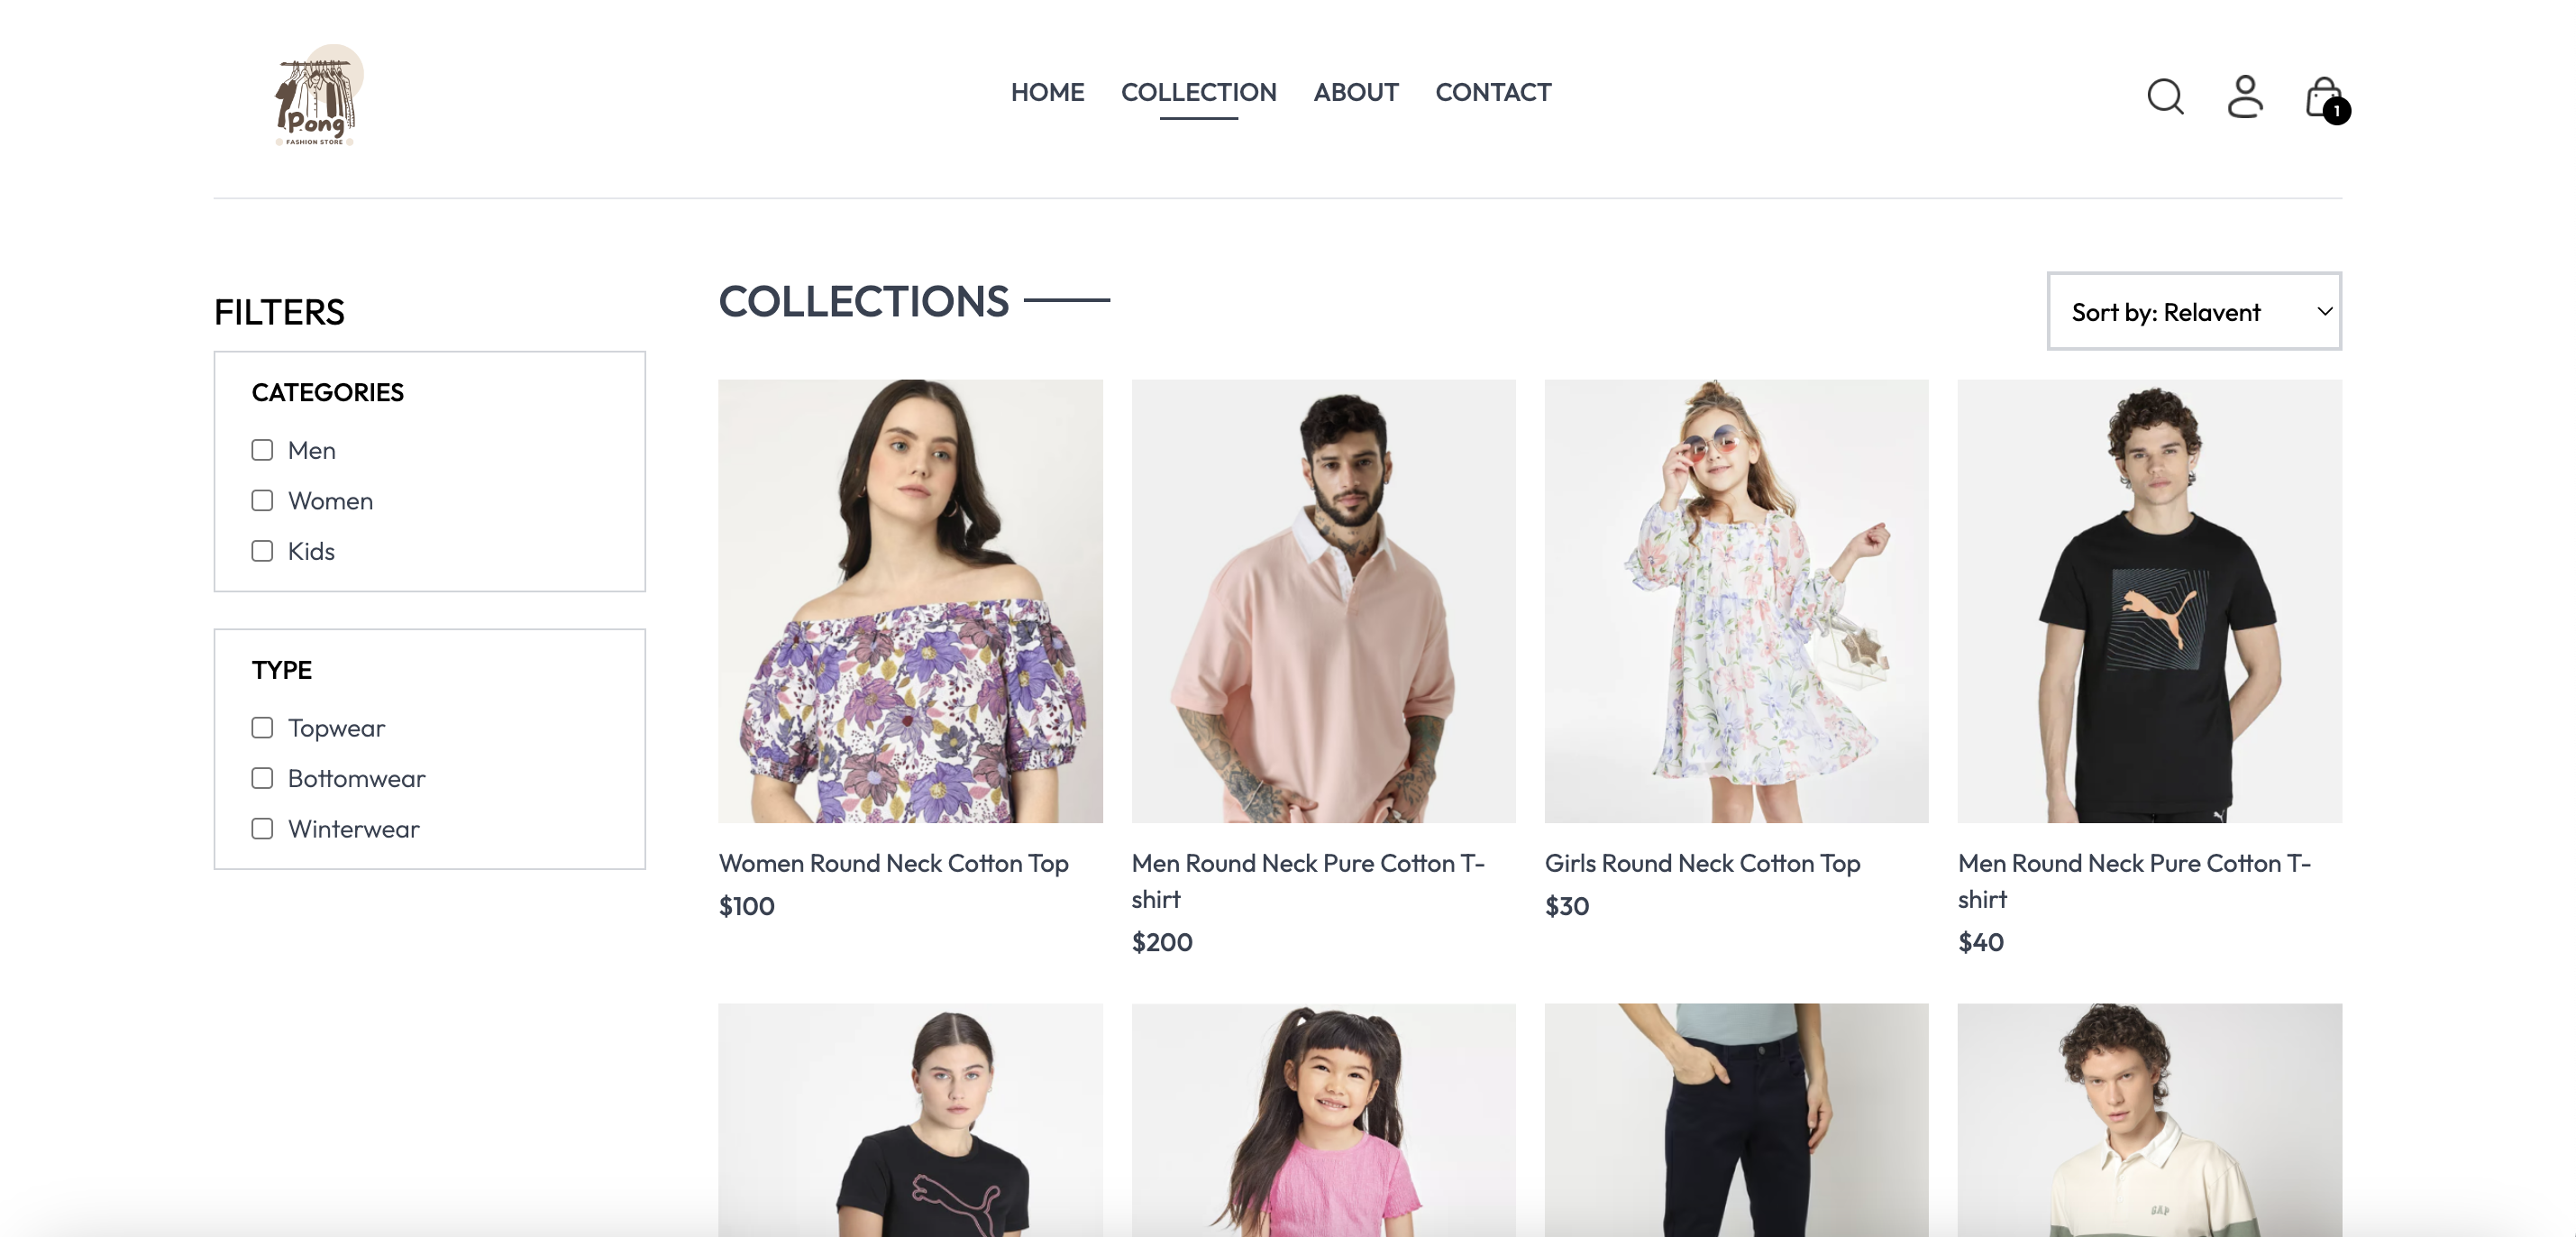 Pong
FASHION STORE
HOME
COLLECTION
ABOUT
CONTACT
1
FILTERS
CATEGORIES
Men
Women
Kids
TYPE
Topwear
Bottomwear
Winterwear
COLLECTIONS
Sort by: Relavent
Women Round Neck Cotton Top
$100
Men Round Neck Pure Cotton T-
shirt
$200
Girls Round Neck Cotton Top
$30
Men Round Neck Pure Cotton T-
shirt
$40
GAP